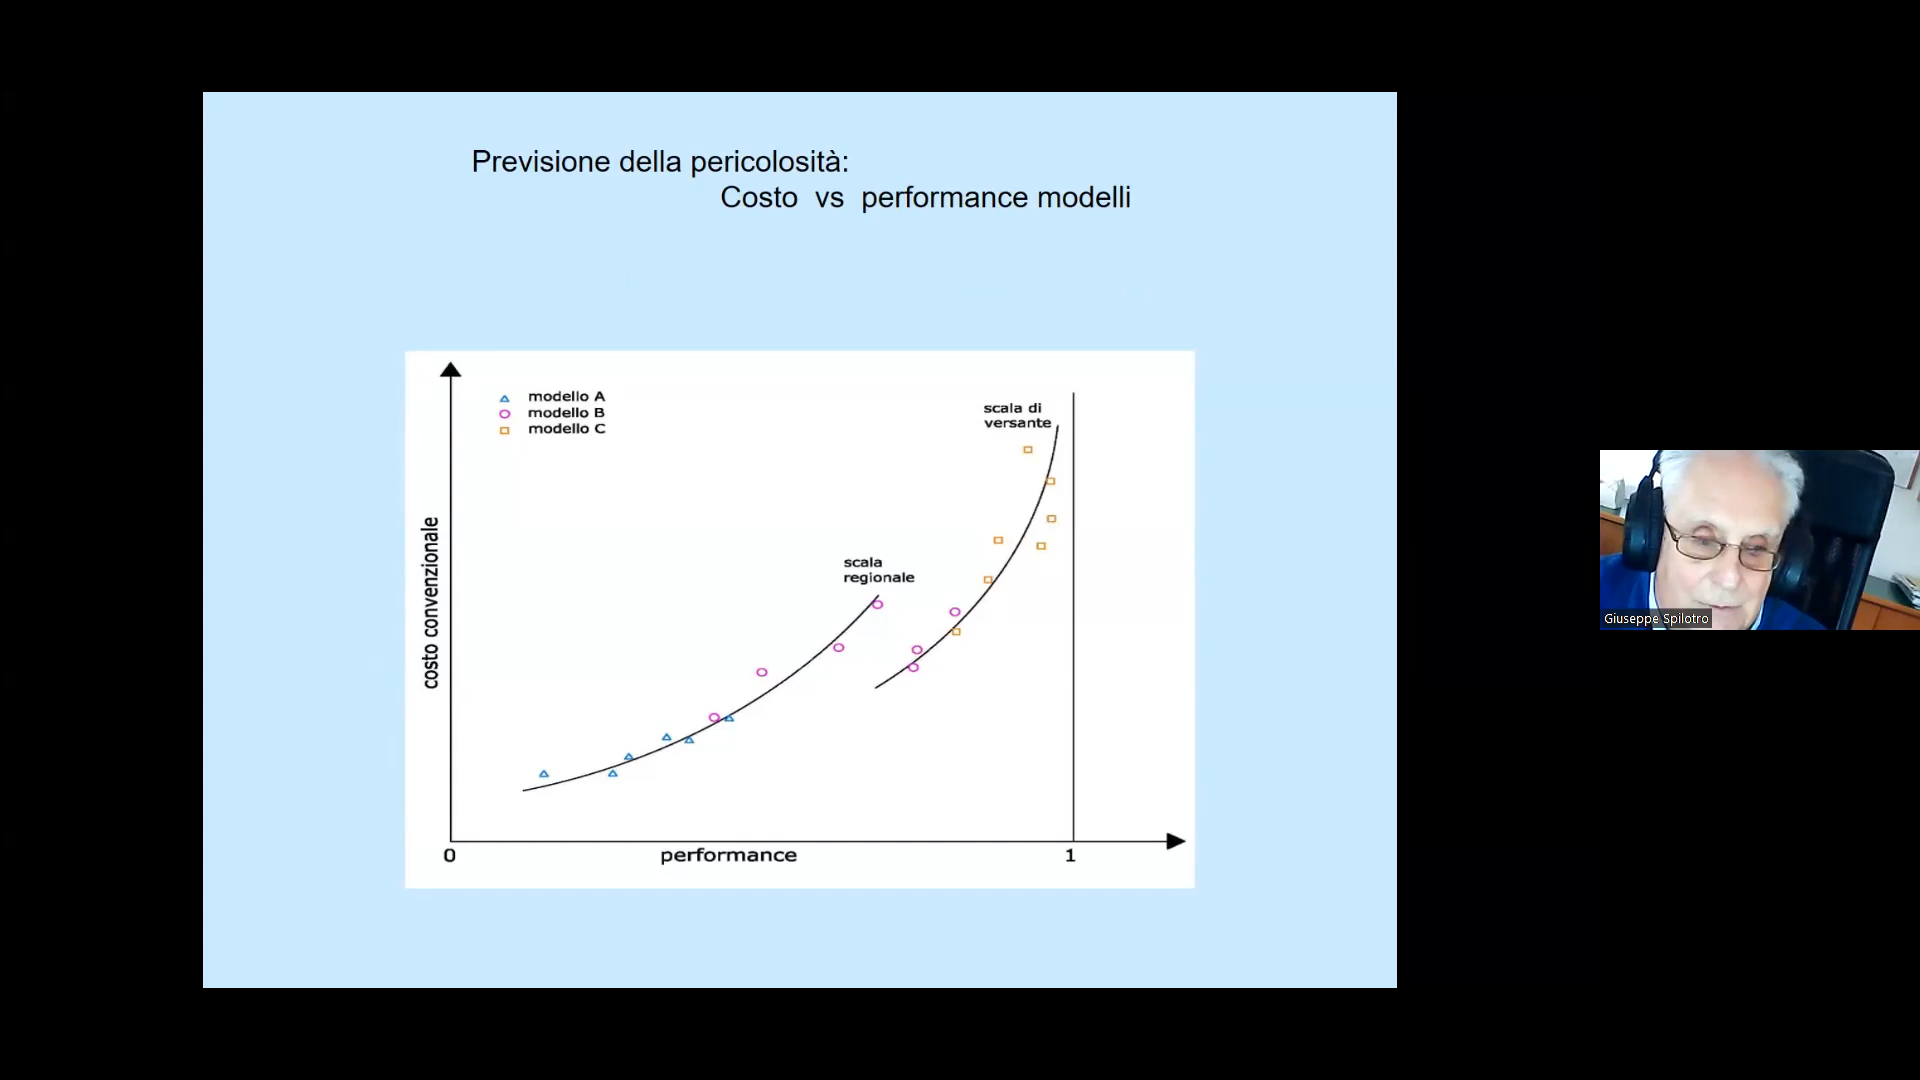 Previsione della pericolosità:
Costo vs performance modelli
modello A
modello B
modello C
scala di
versante
scala
regionale
costo convenzionale
0
performance
1
Giuseppe Spilotro